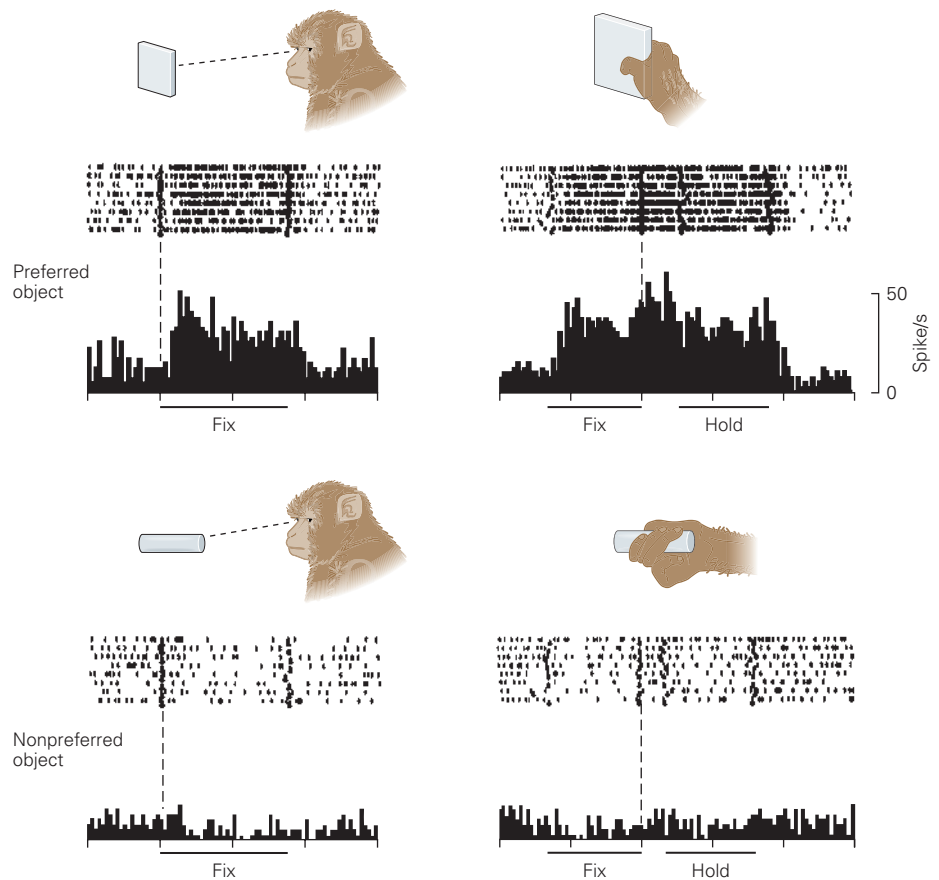 Preferred
object
50
Spike/s
0
Fix
Fix
Hold
Nonpreferred
object
Fix
Fix
Hold